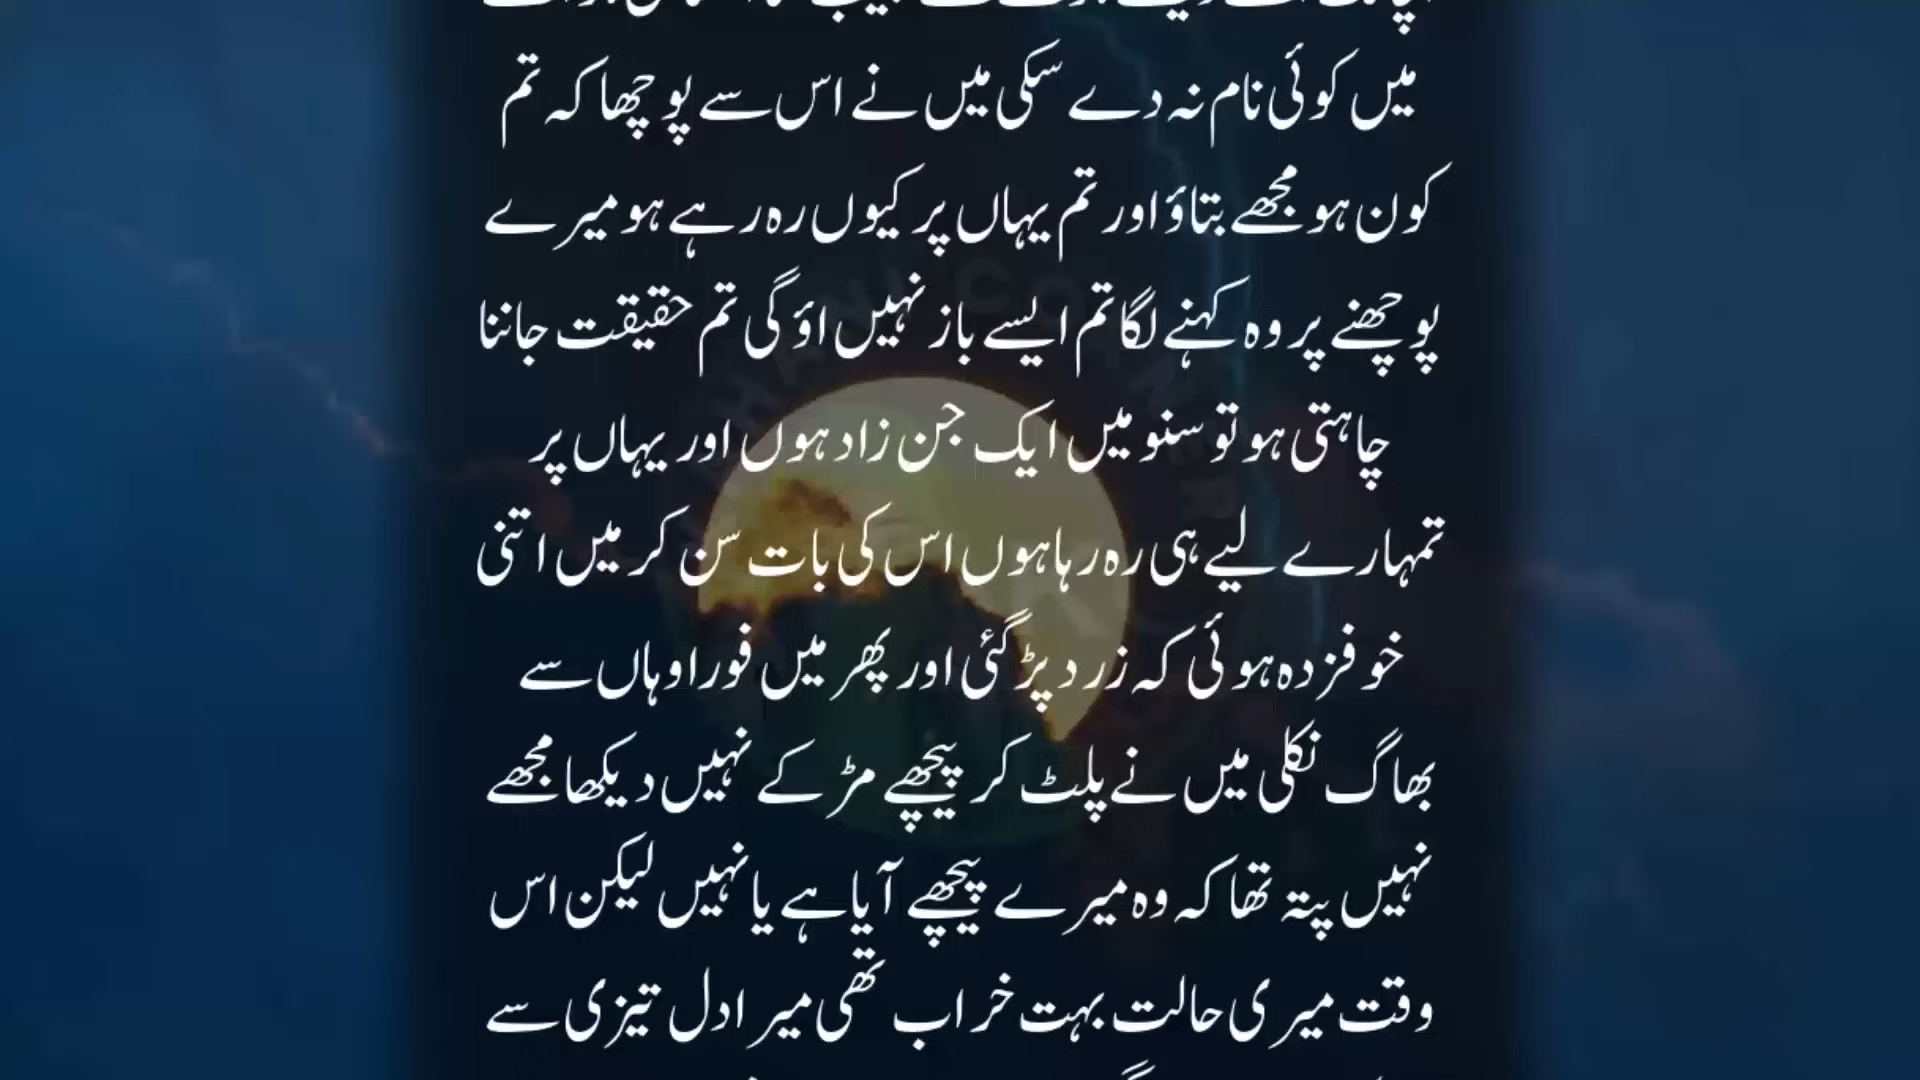 میں کوئی نام نہ دے سکی میں نے اس سے پوچھا کہ تم
کون ہو مجھے بتاؤ اور تم یہاں پر کیوں رہ رہے ہو میرے
پوچھنے پر وہ کہنے لگا تم ایسے باز نہیں اؤ گی تم حقیقت جاننا
چاہتی ہو تو سنو میں ایک جن زاد ہوں اور یہاں پر
تمہارے لیے ہی رہ رہا ہوں اس کی بات سن کر میں اتنی
خوفزدہ ہوئی کہ زرد پڑ گئی اور پھر میں فورا وہاں سے
بھاگ نکلی میں نے پلٹ کر پیچھے مڑ کے نہیں دیکھا مجھے
نہیں پتہ تھا کہ وہ میرے پیچھے آیا ہے یا نہیں لیکن اس
وقت میری حالت بہت خراب تھی میرا دل تیزی سے